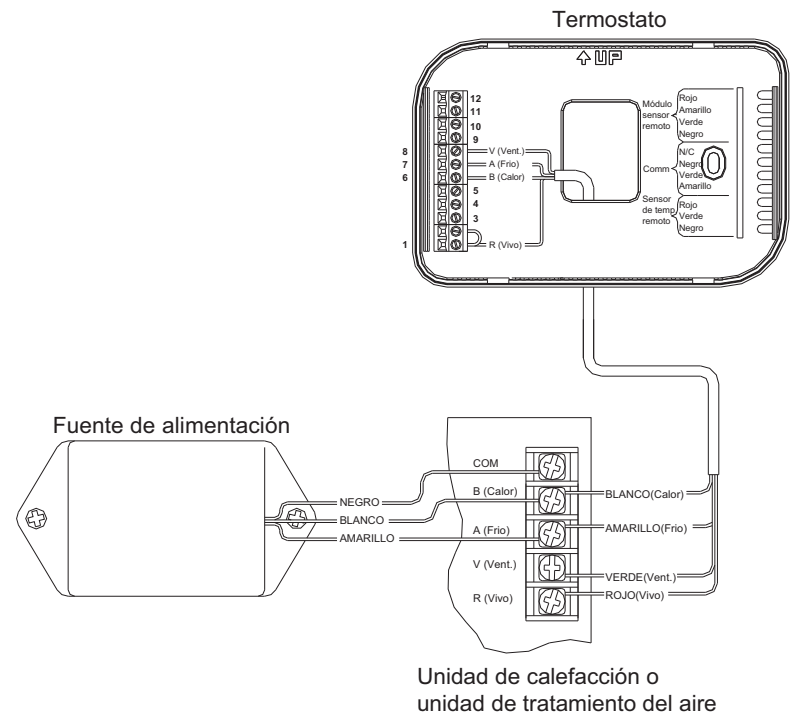 Termostato
UP
12
11
10
9
8
7
6
5
4
3
1
V (Vent.)
A (Frio)
B (Calor)
R (Vivo)
Módulo
sensor
remoto
Rojo
Amarillo
Verde
Negro
Comm
N/C
Negro
Verde
Amarillo
Sensor
de temp
remoto
Rojo
Verde
Negro
Fuente de alimentación
NEGRO
BLANCO
AMARILLO
COM
B (Calor)
A (Frio)
V (Vent.)
R (Vivo)
BLANCO(Calor)
AMARILLO(Frio)
VERDE(Vent.)
ROJO(Vivo)
Unidad de calefacción o
unidad de tratamiento del aire